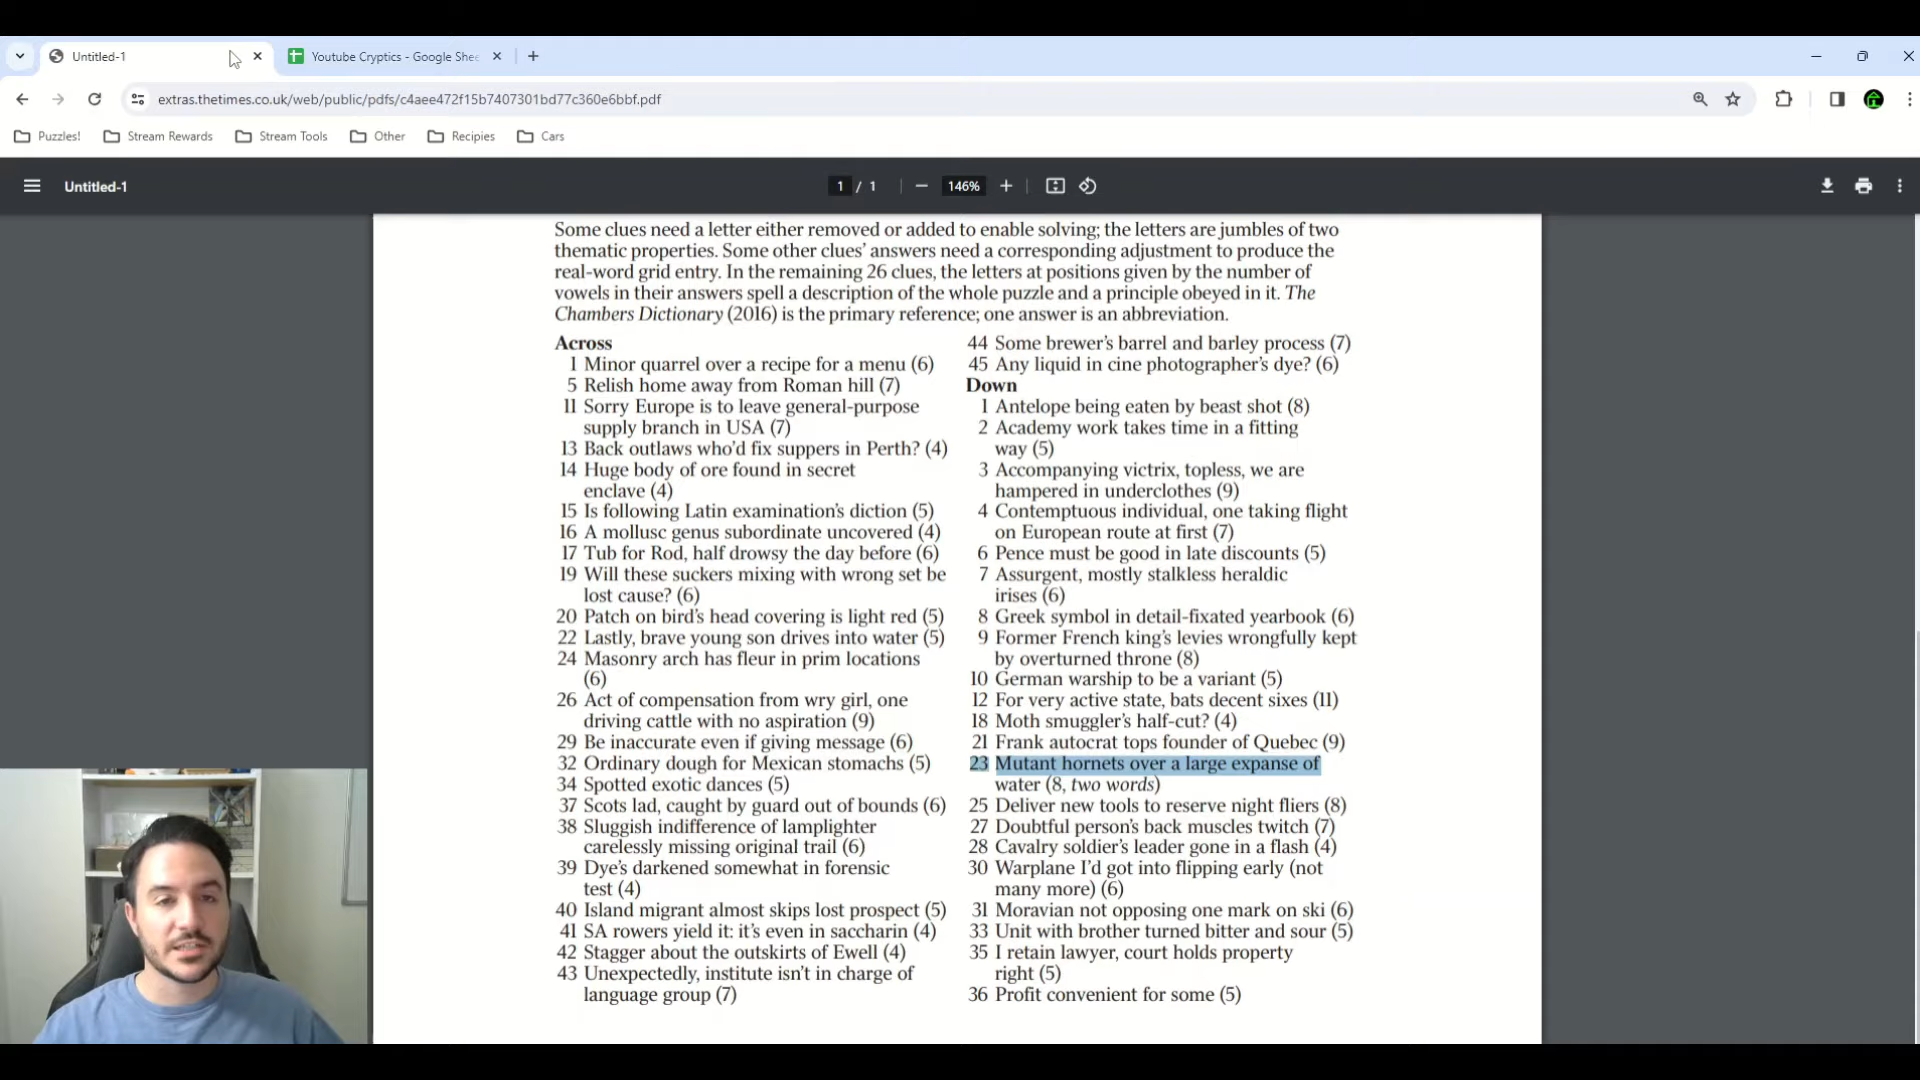 Untitled-1
Youtube Cryptics - Google Shee
extras.thetimes.co.uk/web/public/pdfs/c4aee472f15b7407301bd77c360e6bbf.pdf
Puzzles!
Stream Rewards
Stream Tools
Other
Recipies
Cars
Untitled-1
1 / 1
146%
Some clues need a letter either removed or added to enable solving; the letters are jumbles of two
thematic properties. Some other clues' answers need a corresponding adjustment to produce the
real-word grid entry. In the remaining 26 clues, the letters at positions given by the number of
vowels in their answers spell a description of the whole puzzle and a principle obeyed in it. The
Chambers Dictionary (2016) is the primary reference; one answer is an abbreviation.
Across
1 Minor quarrel over a recipe for a menu (6)
5 Relish home away from Roman hill (7)
11 Sorry Europe is to leave general-purpose
supply branch in USA (7)
13 Back outlaws who'd fix suppers in Perth? (4)
14 Huge body of ore found in secret
enclave (4)
15 Is following Latin examination's diction (5)
16 A mollusc genus subordinate uncovered (4)
17 Tub for Rod, half drowsy the day before (6)
19 Will these suckers mixing with wrong set be
lost cause? (6)
20 Patch on bird's head covering is light red (5)
22 Lastly, brave young son drives into water (5)
24 Masonry arch has fleur in prim locations
(6)
26 Act of compensation from wry girl, one
driving cattle with no aspiration (9)
29 Be inaccurate even if giving message (6)
32 Ordinary dough for Mexican stomachs (5)
34 Spotted exotic dances (5)
37 Scots lad, caught by guard out of bounds (6)
38 Sluggish indifference of lamplighter
carelessly missing original trail (6)
39 Dye's darkened somewhat in forensic
test (4)
40 Island migrant almost skips lost prospect (5)
41 SA rowers yield it: it's even in saccharin (4)
42 Stagger about the outskirts of Ewell (4)
43 Unexpectedly, institute isn't in charge of
language group (7)
44 Some brewer's barrel and barley process (7)
45 Any liquid in cine photographer's dye? (6)
Down
1 Antelope being eaten by beast shot (8)
2 Academy work takes time in a fitting
way (5)
3 Accompanying victrix, topless, we are
hampered in underclothes (9)
4 Contemptuous individual, one taking flight
on European route at first (7)
6 Pence must be good in late discounts (5)
7 Assurgent, mostly stalkless heraldic
irises (6)
8 Greek symbol in detail-fixated yearbook (6)
9 Former French king's levies wrongfully kept
by overturned throne (8)
10 German warship to be a variant (5)
12 For very active state, bats decent sixes (11)
18 Moth smuggler's half-cut? (4)
21 Frank autocrat tops founder of Quebec (9)
23 Mutant hornets over a large expanse of
water (8, two words)
25 Deliver new tools to reserve night fliers (8)
27 Doubtful person's back muscles twitch (7)
28 Cavalry soldier's leader gone in a flash (4)
30 Warplane I'd got into flipping early (not
many more) (6)
31 Moravian not opposing one mark on ski (6)
33 Unit with brother turned bitter and sour (5)
35 I retain lawyer, court holds property
right (5)
36 Profit convenient for some (5)